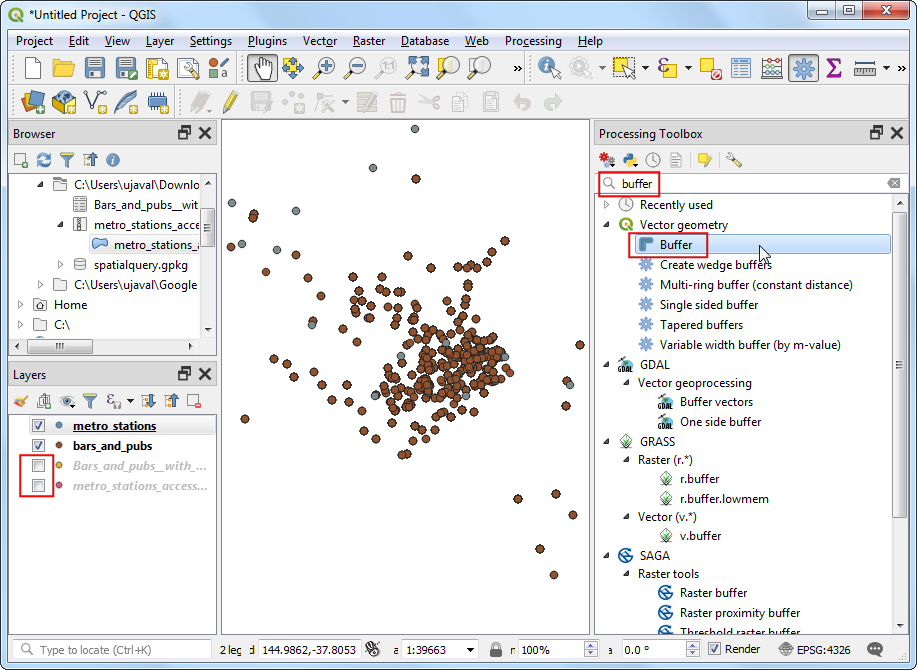 *Untitled Project - QGIS
Project Edit View Layer Settings Plugins Vector Raster Database Web Processing Help
Browser
C:\Users\ujaval\Downlo
Bars_and_pubs__wit
metro_stations_acce
metro_stations_a
spatialquery.gpkg
C:\Users\ujaval\Google
Home
C:\
Layers
metro_stations
bars_and_pubs
Bars_and_pubs__with_...
metro_stations_access...
Processing Toolbox
buffer
Recently used
Vector geometry
Buffer
Create wedge buffers
Multi-ring buffer (constant distance)
Single sided buffer
Tapered buffers
Variable width buffer (by m-value)
GDAL
Vector geoprocessing
Buffer vectors
One side buffer
GRASS
Raster (r.*)
r.buffer
r.buffer.lowmem
Vector (v.*)
v.buffer
SAGA
Raster tools
Raster buffer
Raster proximity buffer
Threshold raster buffer
Type to locate (Ctrl+K) 2 leg d 144.9862,-37.8053 a 1:39663 n 100% a 0.0 ° Render EPSG:4326